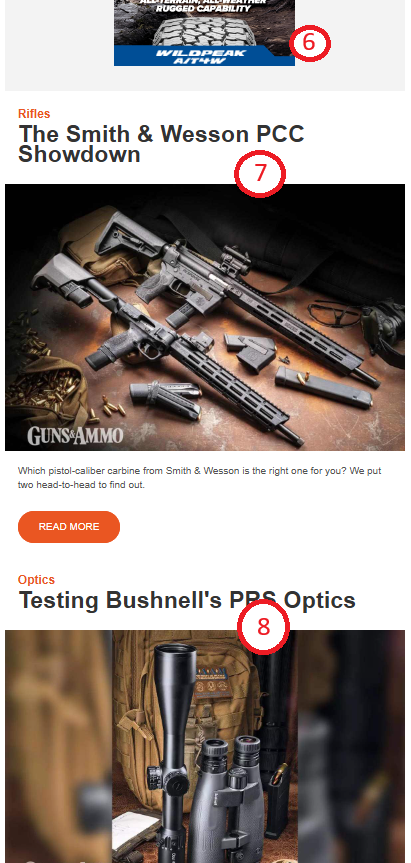 ALL-TERRAIN, ALL-WEATHER
RUGGED CAPABILITY
WILDPEAK
A/T4W
6
Rifles
The Smith & Wesson PCC
Showdown
7
GUNS&AMMO
Which pistol-caliber carbine from Smith & Wesson is the right one for you? We put
two head-to-head to find out.
READ MORE
Optics
Testing Bushnell's PRS Optics
8